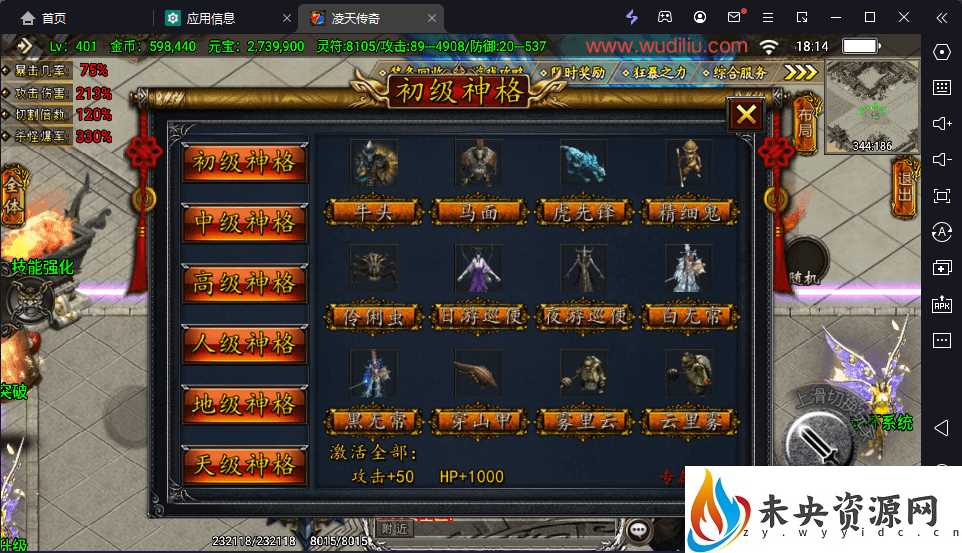 首页
应用信息
凌天传奇
Lv: 401 金币: 598,440 元宝: 2,739,900 灵符:8105/攻击:89--4908/防御:20--537
www.wudiliu.com
18:14
暴击几率: 75%
攻击伤害: 213%
切割倍数: 120%
杀怪爆率: 330%
限时奖励
狂暴之力
综合服务
初级神格
布局
344:186
全体
退出
初级神格
中级神格
高级神格
人级神格
地级神格
天级神格
牛头
马面
虎先锋
精细鬼
伶俐虫
日游巡使
夜游巡使
白无常
黑无常
穿山甲
雾里云
云里雾
激活全部:
攻击+50 HP+1000
技能强化
随机
突破
上滑切
系统
升级
附近
232118/232118 8015/8015
APK
未央资源网
zy.wyyidc.cn